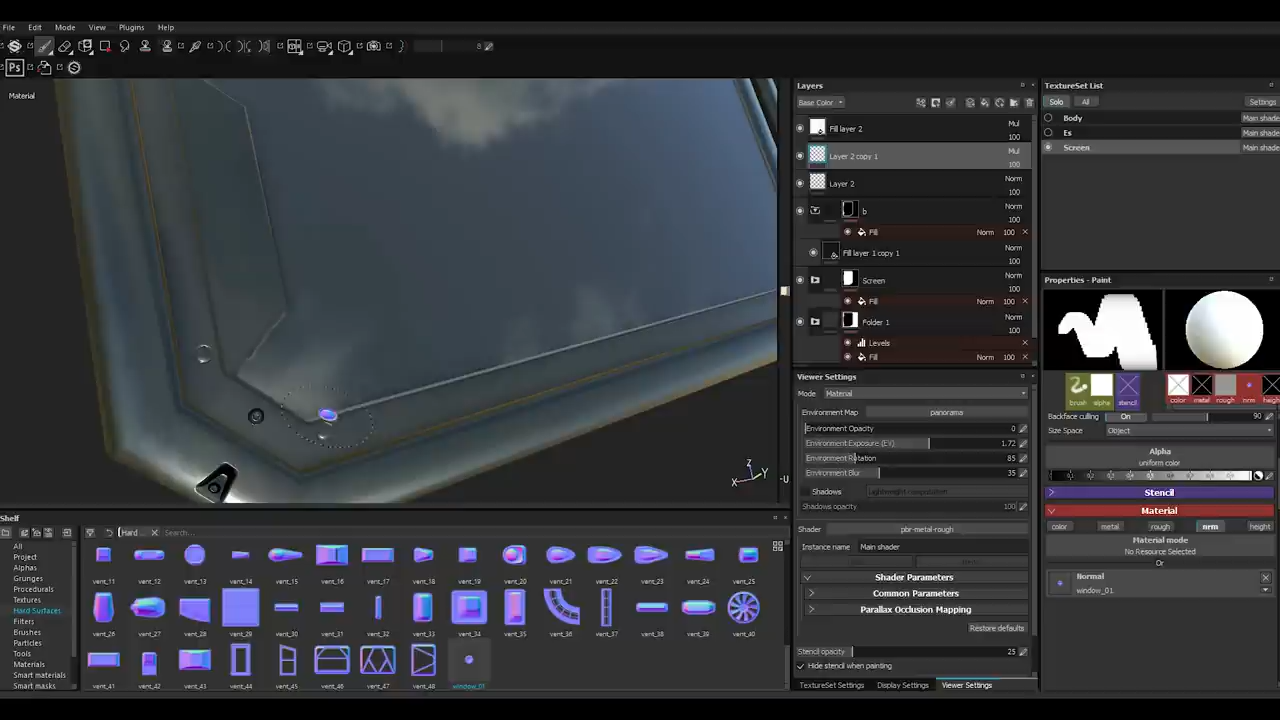 File Edit Mode View Plugins Help
8
Ps
Material
Z
Y
X
-U
Layers
Base Color
Fill layer 2 Mul 100
Layer 2 copy 1 Mul 100
Layer 2 Norm 100
b Norm 100
Fill Norm 100
Fill layer 1 copy 1 Norm 100
Screen Norm 100
Fill Norm 100
Folder 1 Norm 100
Levels
Fill Norm 100
TextureSet List
Solo All Settings
Body Main shade
Es Main shade
Screen Main shade
Viewer Settings
Mode Material
Environment Map panorama
Environment Opacity 0
Environment Exposure (EV) 1.72
Environment Rotation 85
Environment Blur 35
Shadows
Shadows opacity 100
Shader pbr-metal-rough
Instance name Main shader
Shader Parameters
Common Parameters
Parallax Occlusion Mapping
Restore defaults
Stencil opacity 25
Hide stencil when painting
TextureSet Settings Display Settings Viewer Settings
Properties - Paint
brush alpha stencil color metal rough nrm heigh
Backface culling On 90
Size Space Object
Alpha
uniform color
Stencil
Material
color metal rough nrm height
Material mode
No Resource Selected
Or
Normal
window_01
Shelf
Hard ... Search...
All
Project
Alphas
Grunges
Procedurals
Textures
Hard Surfaces
Filters
Brushes
Particles
Tools
Materials
Smart materials
Smart masks
vent_11 vent_12 vent_13 vent_14 vent_15 vent_16 vent_17 vent_18 vent_19 vent_20 vent_21 vent_22 vent_23 vent_24 vent_25
vent_26 vent_27 vent_28 vent_29 vent_30 vent_31 vent_32 vent_33 vent_34 vent_35 vent_36 vent_37 vent_38 vent_39 vent_40
vent_41 vent_42 vent_43 vent_44 vent_45 vent_46 vent_47 vent_48 window_01